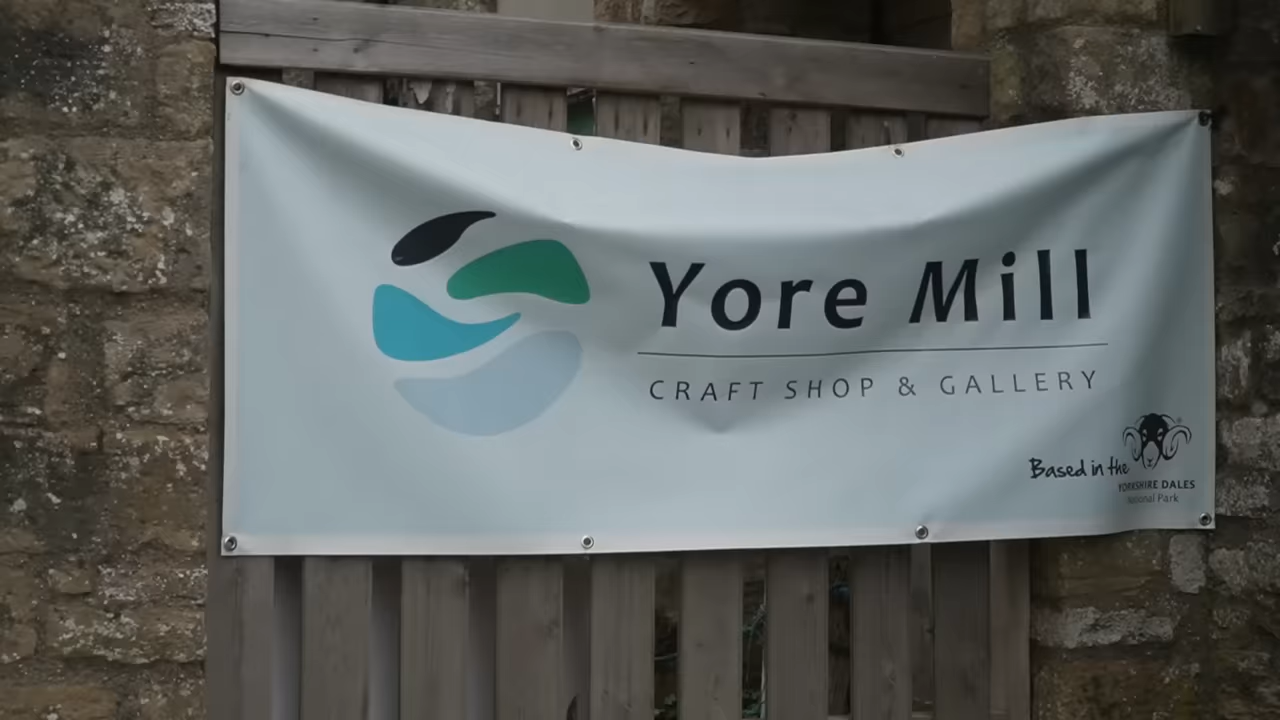 Yore Mill
CRAFT SHOP & GALLERY
Based in the
YORKSHIRE DALES
National Park